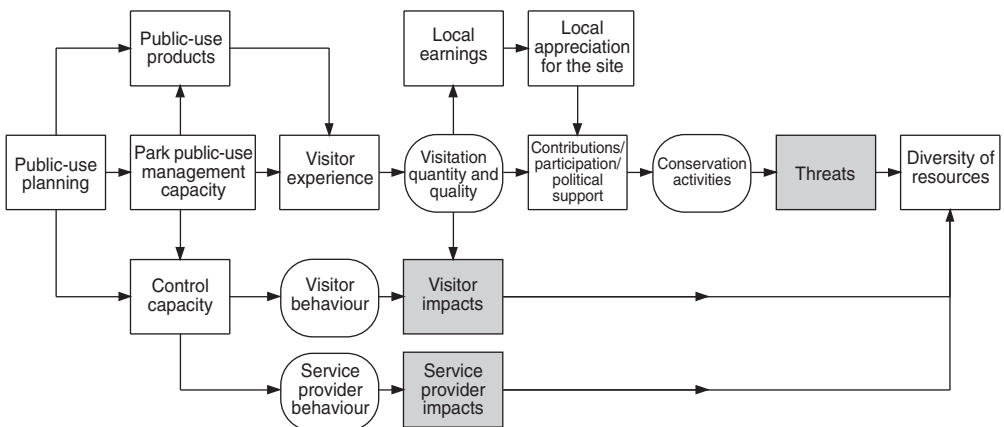 Public-use
products
Local
earnings
Local
appreciation
for the site
Public-use
planning
Park public-use
management
capacity
Visitor
experience
Visitation
quantity and
quality
Contributions/
participation/
political
support
Conservation
activities
Threats
Diversity of
resources
Control
capacity
Visitor
behaviour
Visitor
impacts
Service
provider
behaviour
Service
provider
impacts